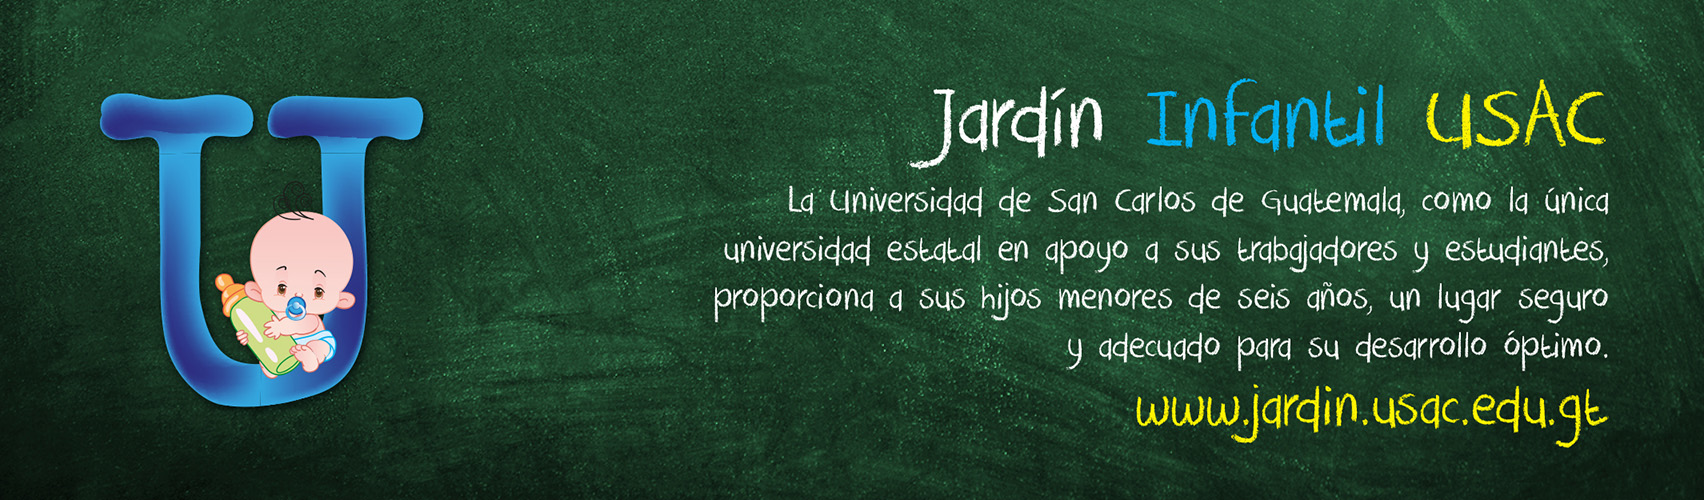 U
Jardín Infantil USAC
La Universidad de San Carlos de Guatemala, como la única
universidad estatal en apoyo a sus trabajadores y estudiantes,
proporciona a sus hijos menores de seis años, un lugar seguro
y adecuado para su desarrollo óptimo.
www.jardin.usac.edu.gt